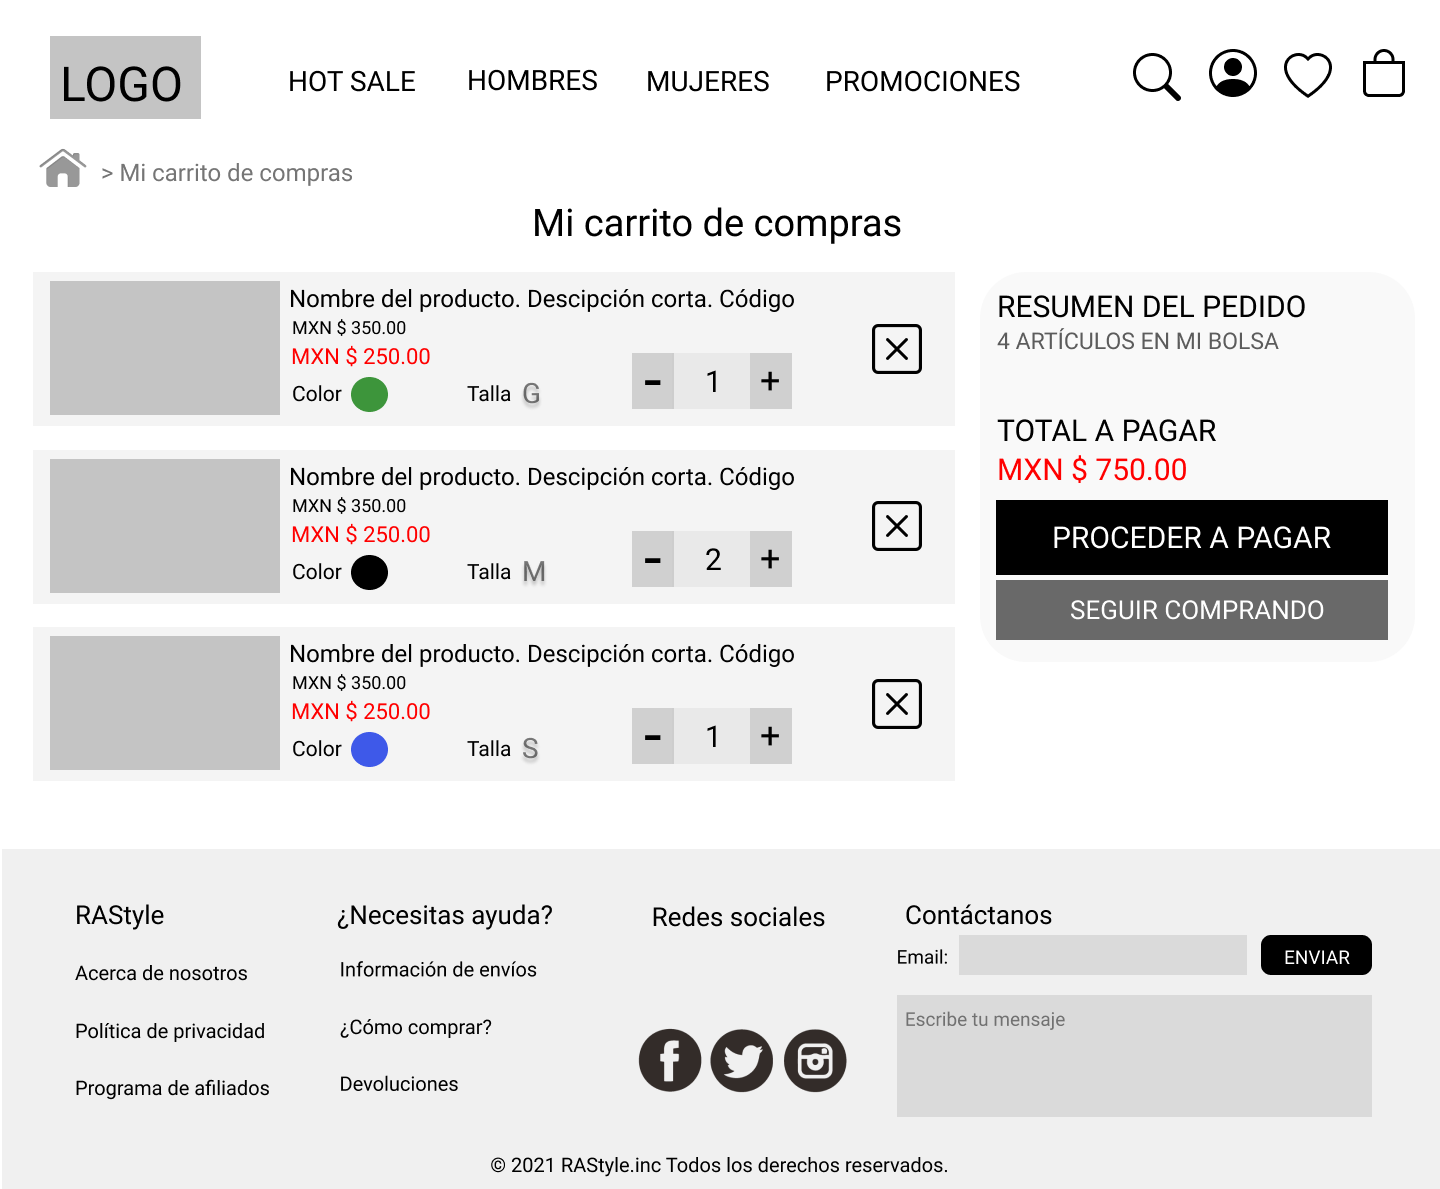 LOGO
HOT SALE
HOMBRES
MUJERES
PROMOCIONES
> Mi carrito de compras
Mi carrito de compras
Nombre del producto. Descipción corta. Código
MXN $ 350.00
MXN $ 250.00
Color
Talla G
- 1 +
Nombre del producto. Descipción corta. Código
MXN $ 350.00
MXN $ 250.00
Color
Talla M
- 2 +
Nombre del producto. Descipción corta. Código
MXN $ 350.00
MXN $ 250.00
Color
Talla S
- 1 +
RESUMEN DEL PEDIDO
4 ARTÍCULOS EN MI BOLSA
TOTAL A PAGAR
MXN $ 750.00
PROCEDER A PAGAR
SEGUIR COMPRANDO
RAStyle
Acerca de nosotros
Política de privacidad
Programa de afiliados
¿Necesitas ayuda?
Información de envíos
¿Cómo comprar?
Devoluciones
Redes sociales
Contáctanos
Email:
ENVIAR
Escribe tu mensaje
© 2021 RAStyle.inc Todos los derechos reservados.